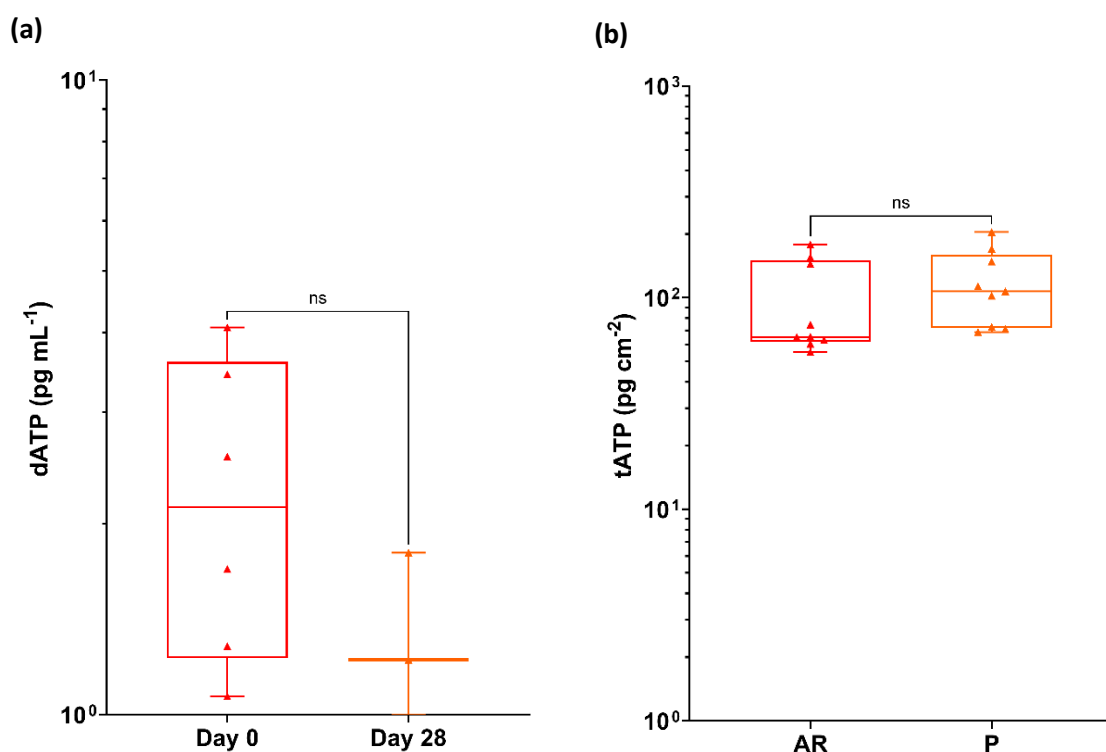 (a)
10¹
dATP (pg mL⁻¹)
ns
10⁰
Day 0
Day 28
(b)
10³
10²
tATP (pg cm⁻²)
ns
10¹
10⁰
AR
P